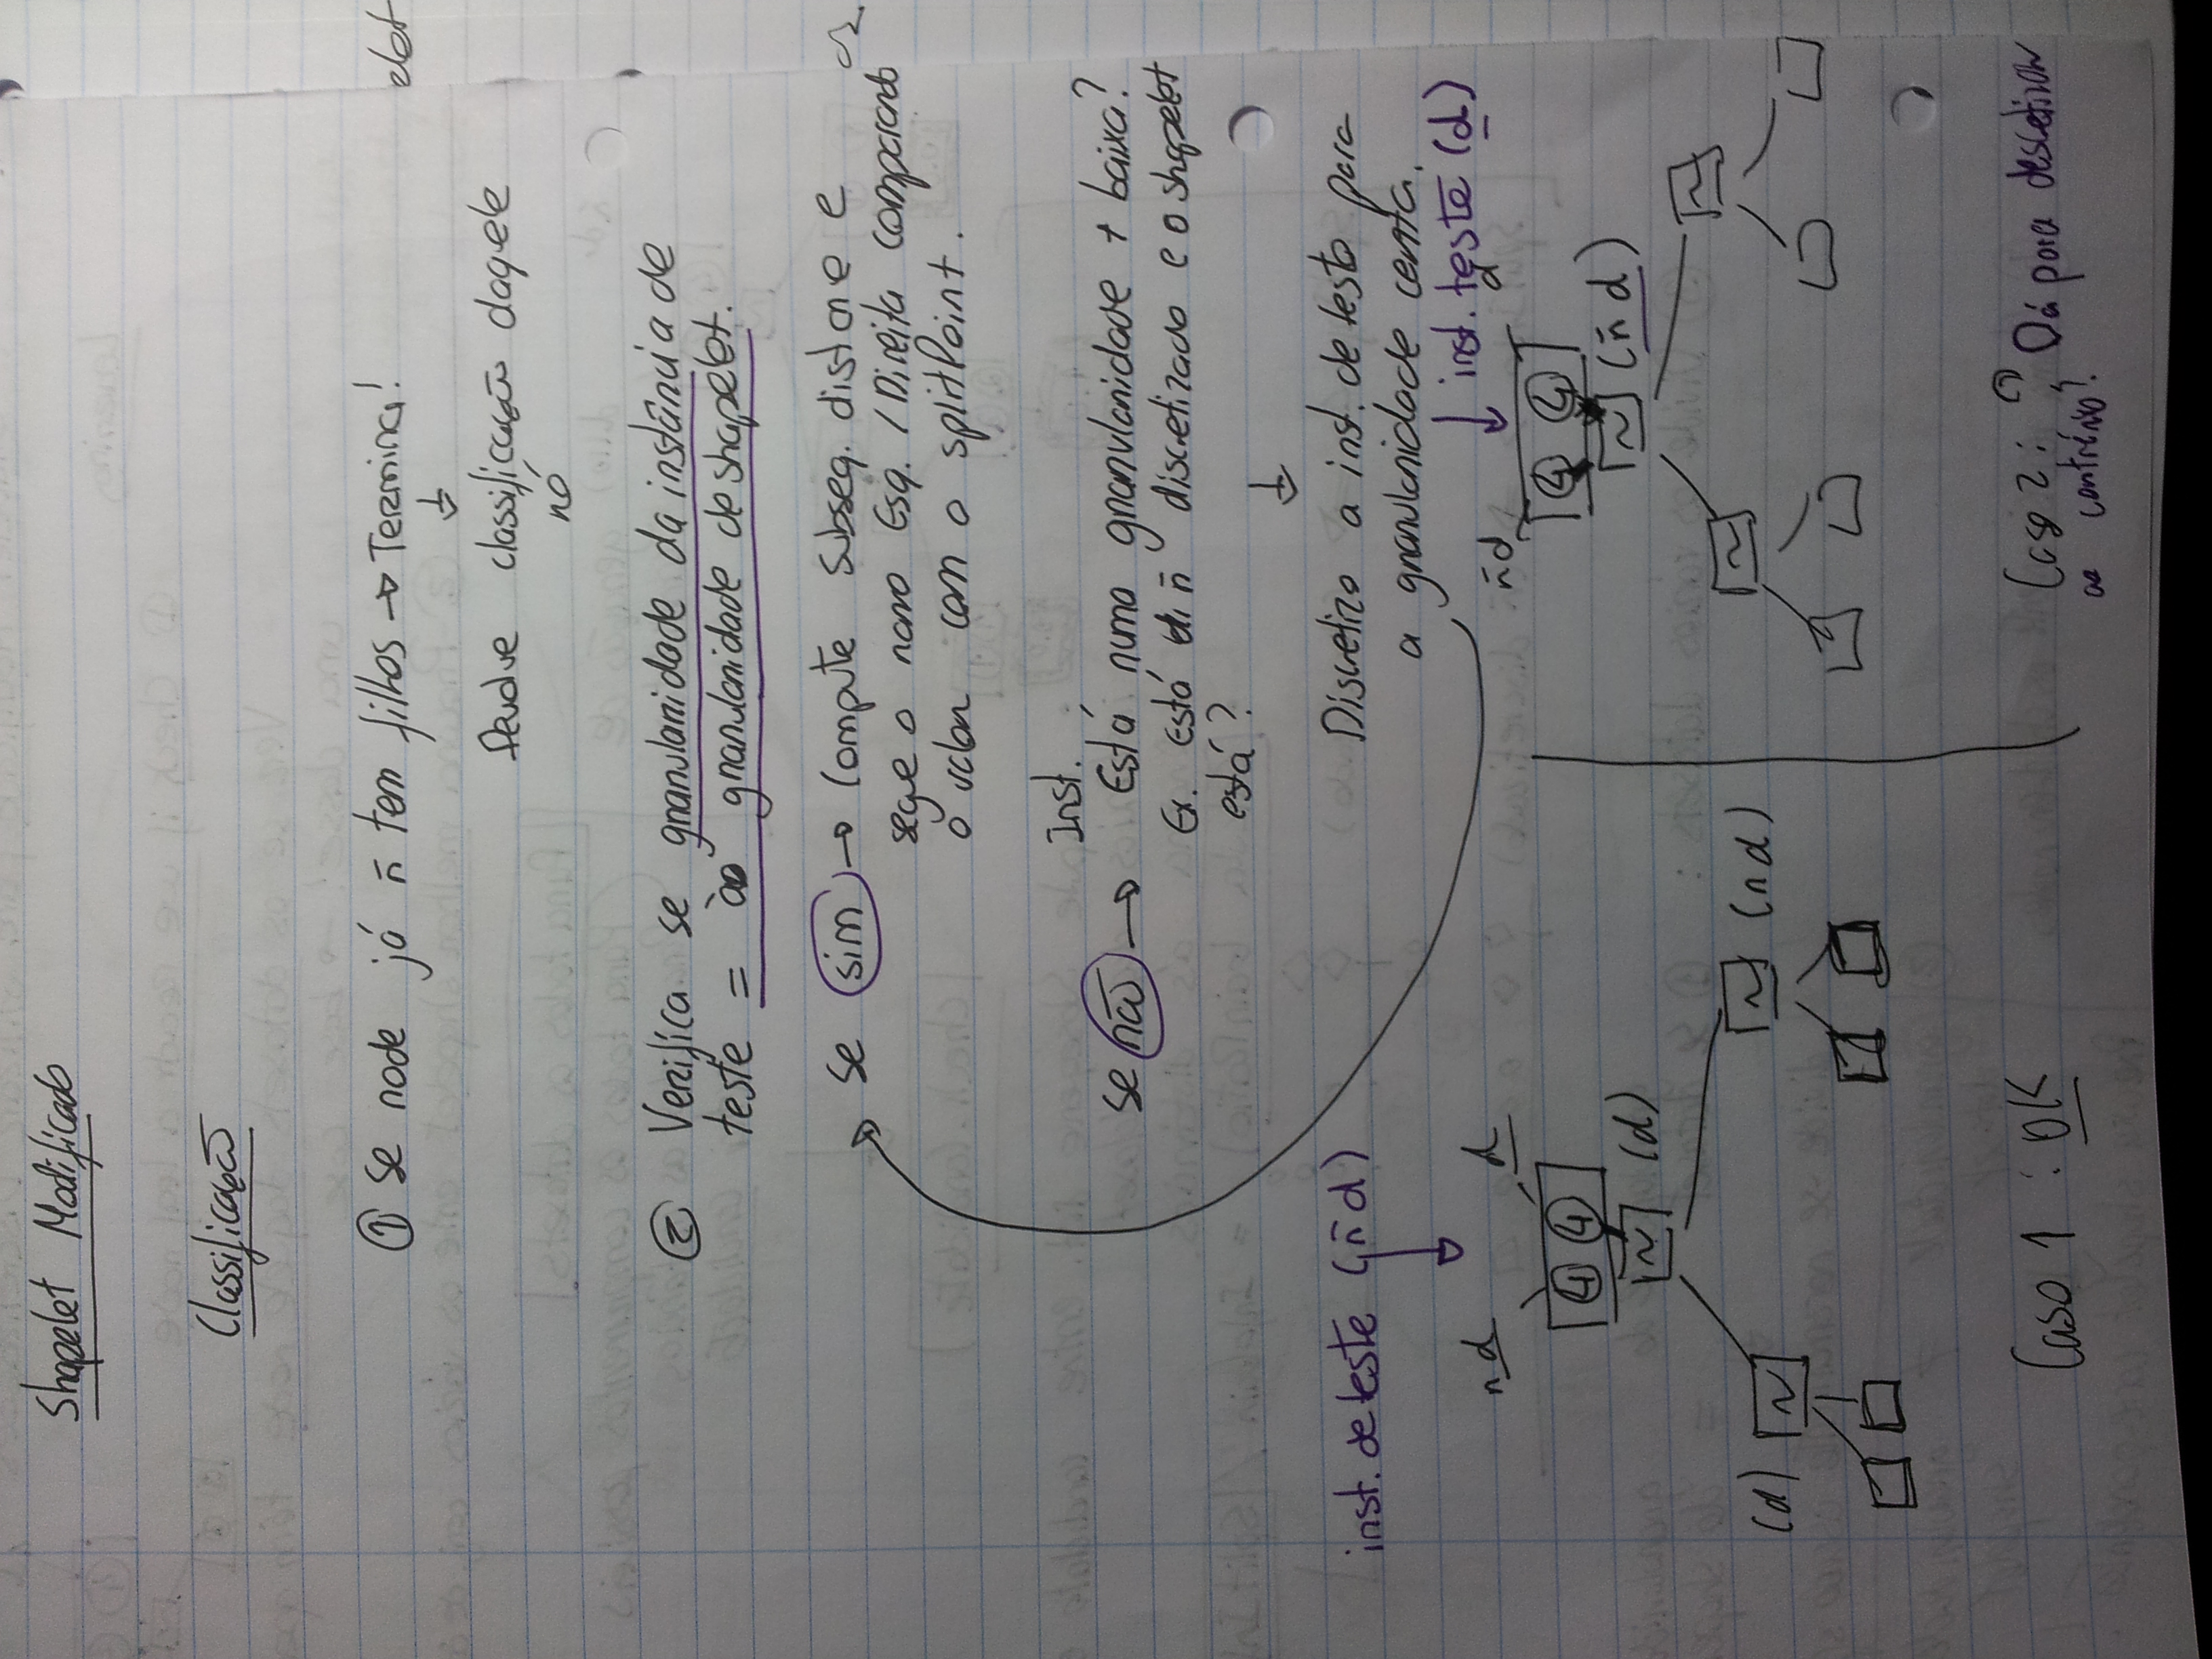 Shapelet Modificado
Classificação
① Se node já ñ tem filhos → Termina!
↓
Devolve classificação daquele
nó
② Verifica se granularidade da instância de
teste = ào granularidade de shapelet.
se sim → Compute Subseq. distance e
segue o ramo Esq. / Direita comparando
o valor com o splitPoint.
Inst.
se não → Está numa granularidade + baixa?
Ex. Está ñ discretizado e o shapelet
está?
↓
Discretizo a inst. de teste para
a granularidade certa.
inst. de teste (ñ d)
inst. teste (d)
nd d
ñd d
④ ④
④ ④
~ (d)
~ (ñ d)
(d) ~
~ (nd)
~ ~
Caso 1 : OK
Caso 2 : ? Dá para descetizar
ao contrário?
elet